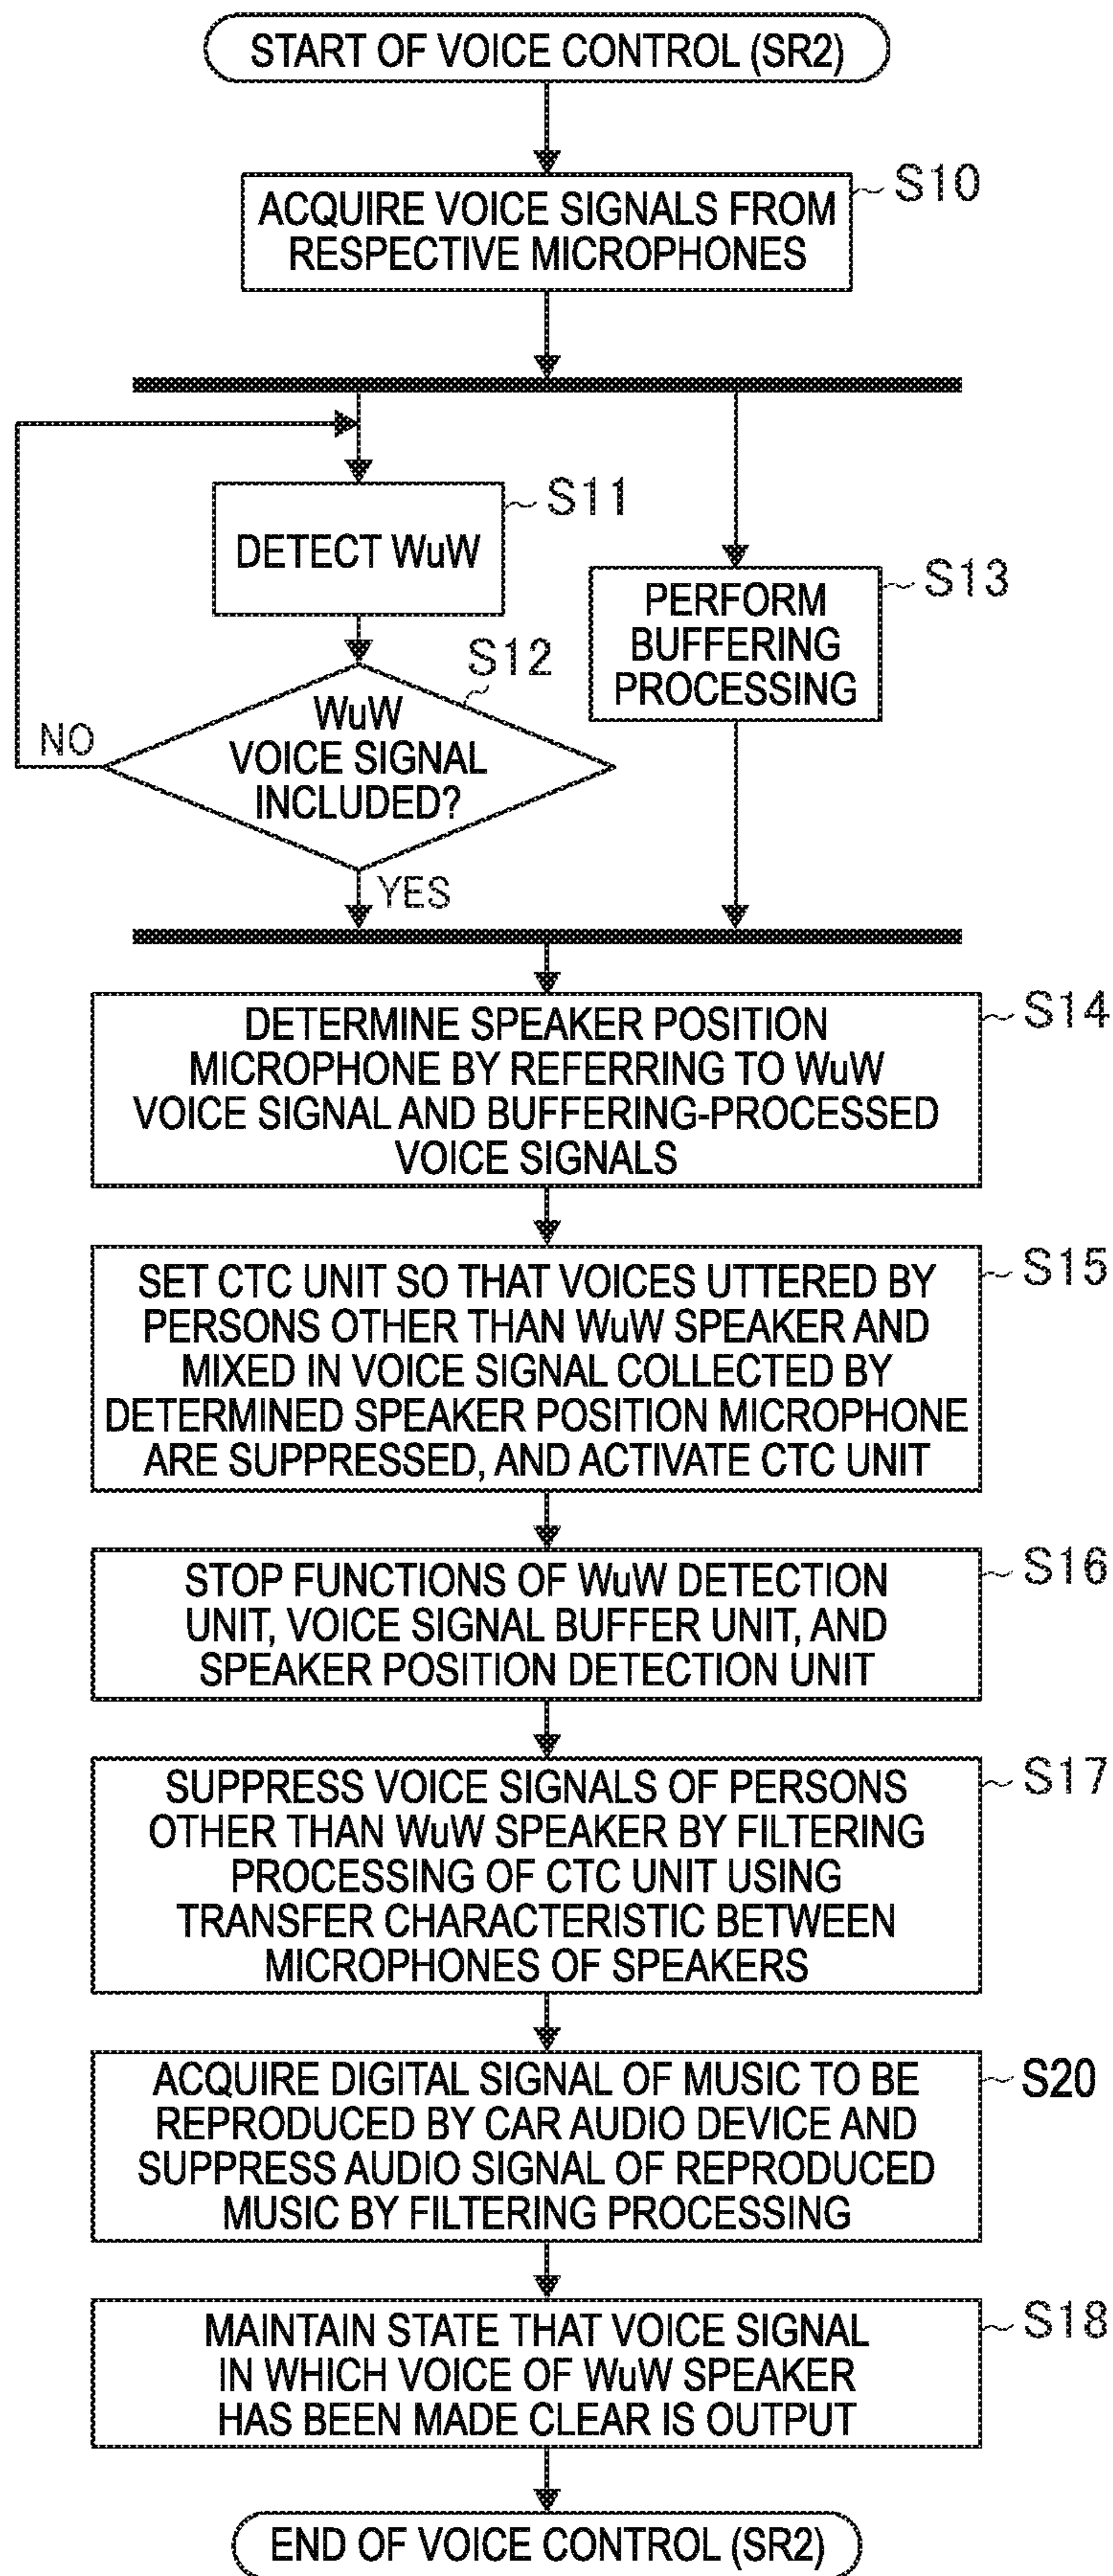 START OF VOICE CONTROL (SR2)
S10
ACQUIRE VOICE SIGNALS FROM
RESPECTIVE MICROPHONES
S11
DETECT WuW
S12
WuW
VOICE SIGNAL
INCLUDED?
NO
YES
S13
PERFORM
BUFFERING
PROCESSING
S14
DETERMINE SPEAKER POSITION
MICROPHONE BY REFERRING TO WuW
VOICE SIGNAL AND BUFFERING-PROCESSED
VOICE SIGNALS
S15
SET CTC UNIT SO THAT VOICES UTTERED BY
PERSONS OTHER THAN WuW SPEAKER AND
MIXED IN VOICE SIGNAL COLLECTED BY
DETERMINED SPEAKER POSITION MICROPHONE
ARE SUPPRESSED, AND ACTIVATE CTC UNIT
S16
STOP FUNCTIONS OF WuW DETECTION
UNIT, VOICE SIGNAL BUFFER UNIT, AND
SPEAKER POSITION DETECTION UNIT
S17
SUPPRESS VOICE SIGNALS OF PERSONS
OTHER THAN WuW SPEAKER BY FILTERING
PROCESSING OF CTC UNIT USING
TRANSFER CHARACTERISTIC BETWEEN
MICROPHONES OF SPEAKERS
S20
ACQUIRE DIGITAL SIGNAL OF MUSIC TO BE
REPRODUCED BY CAR AUDIO DEVICE AND
SUPPRESS AUDIO SIGNAL OF REPRODUCED
MUSIC BY FILTERING PROCESSING
S18
MAINTAIN STATE THAT VOICE SIGNAL
IN WHICH VOICE OF WuW SPEAKER
HAS BEEN MADE CLEAR IS OUTPUT
END OF VOICE CONTROL (SR2)